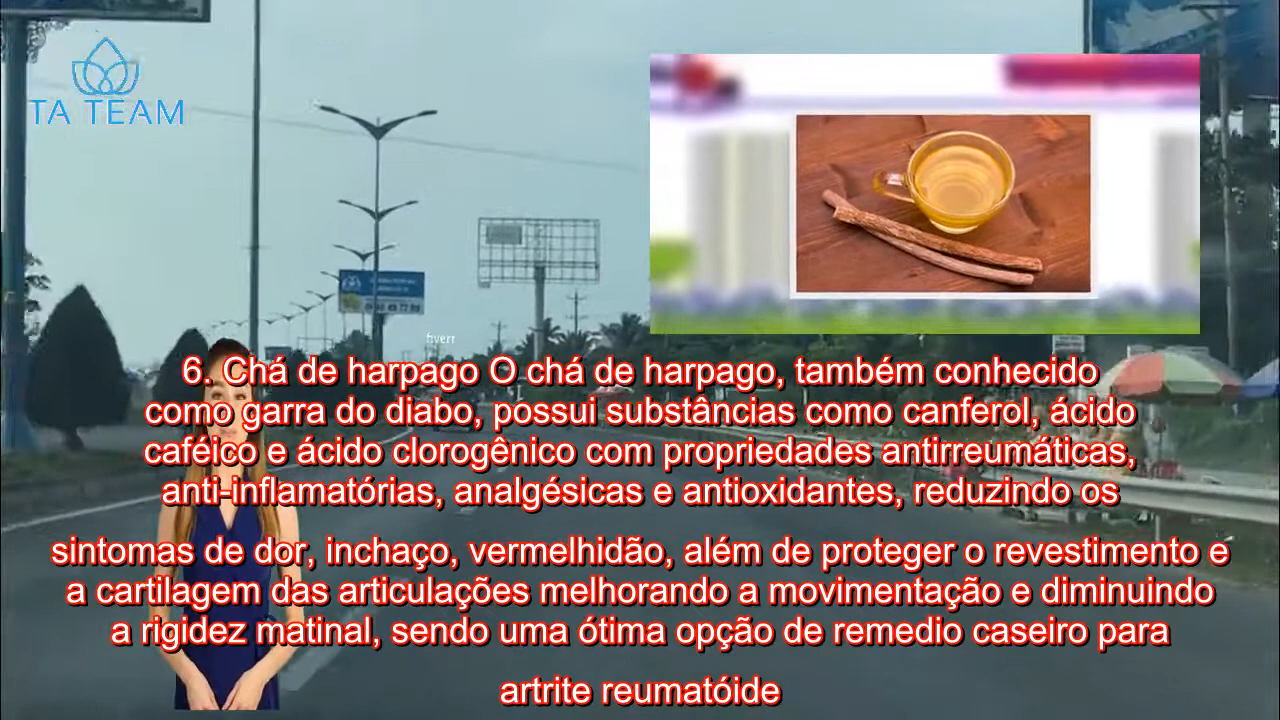 TA TEAM
fiverr
6. Chá de harpago O chá de harpago, também conhecido
como garra do diabo, possui substâncias como canferol, ácido
caféico e ácido clorogênico com propriedades antirreumáticas,
anti-Inflamatórias, analgésicas e antioxidantes, reduzindo os
sintomas de dor, inchaço, vermelhidão, além de proteger o revestimento e
a cartilagem das articulações melhorando a movimentação e diminuindo
a rigidez matinal, sendo uma ótima opção de remedio caseiro para
artrite reumatóide